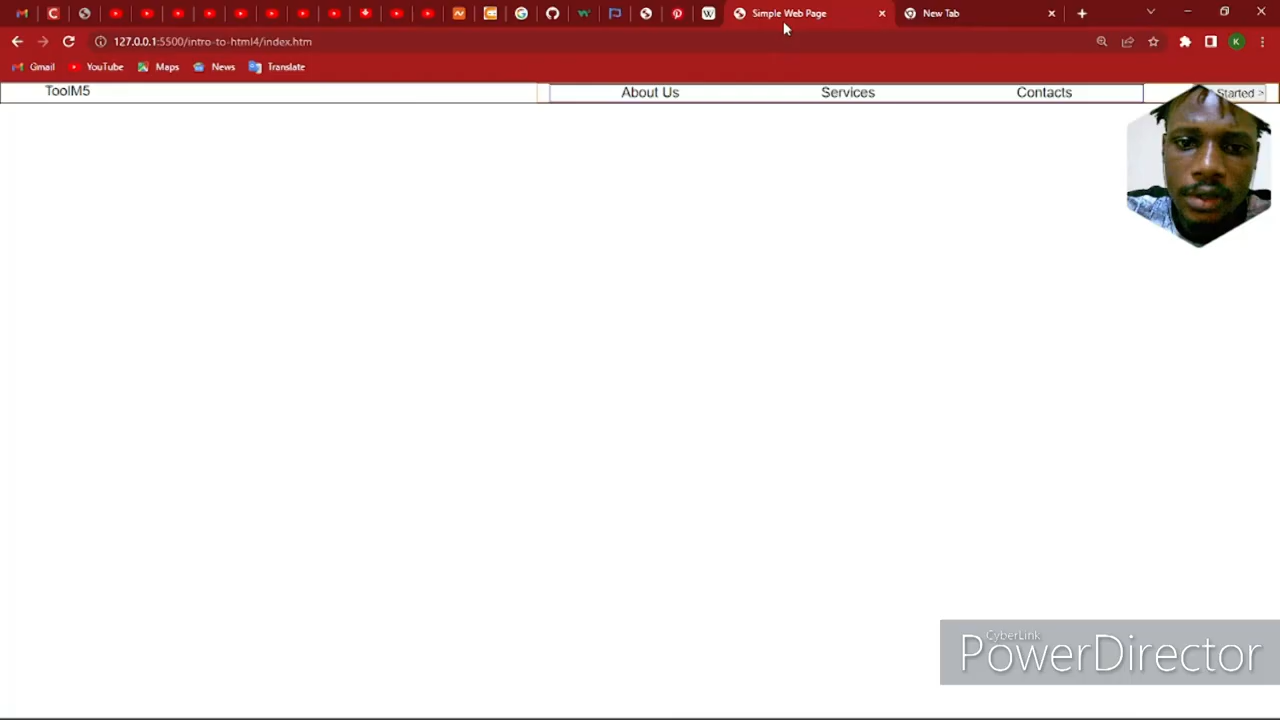 Simple Web Page
New Tab
127.0.0.1:5500/intro-to-html4/index.htm
K
Gmail
YouTube
Maps
News
Translate
ToolM5
About Us
Services
Contacts
Started >
CyberLink
PowerDirector